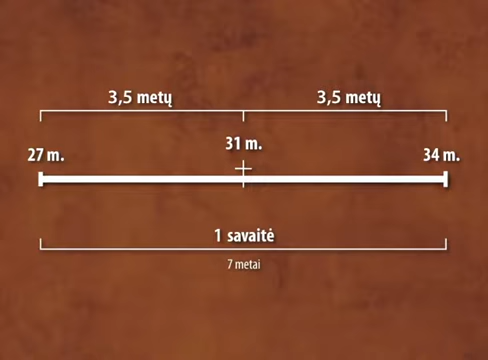 3,5 metų 3,5 metų
31 m.
27 m. 34 m.
1 savaitė
7 metai